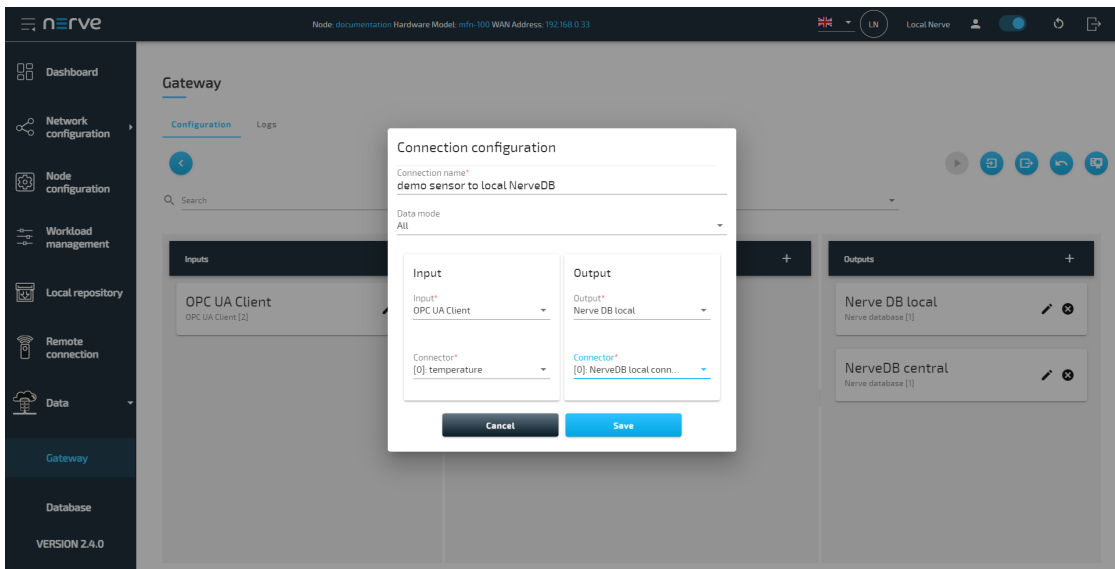 nerve
Node: documentation Hardware Model: mfn-100 WAN Address: 192.168.0.33
LN
Local Nerve
Dashboard
Network
configuration
Node
configuration
Workload
management
Local repository
Remote
connection
Data
Gateway
Database
VERSION 2.4.0
Gateway
Configuration
Logs
Search
Inputs
OPC UA Client
OPC UA Client [2]
Connection configuration
Connection name*
demo sensor to local NerveDB
Data mode
All
Input
Input*
OPC UA Client
Connector*
[0]: temperature
Output
Output*
Nerve DB local
Connector*
[0]: NerveDB local conn...
Cancel
Save
+
Outputs
+
Nerve DB local
Nerve database [1]
NerveDB central
Nerve database [1]